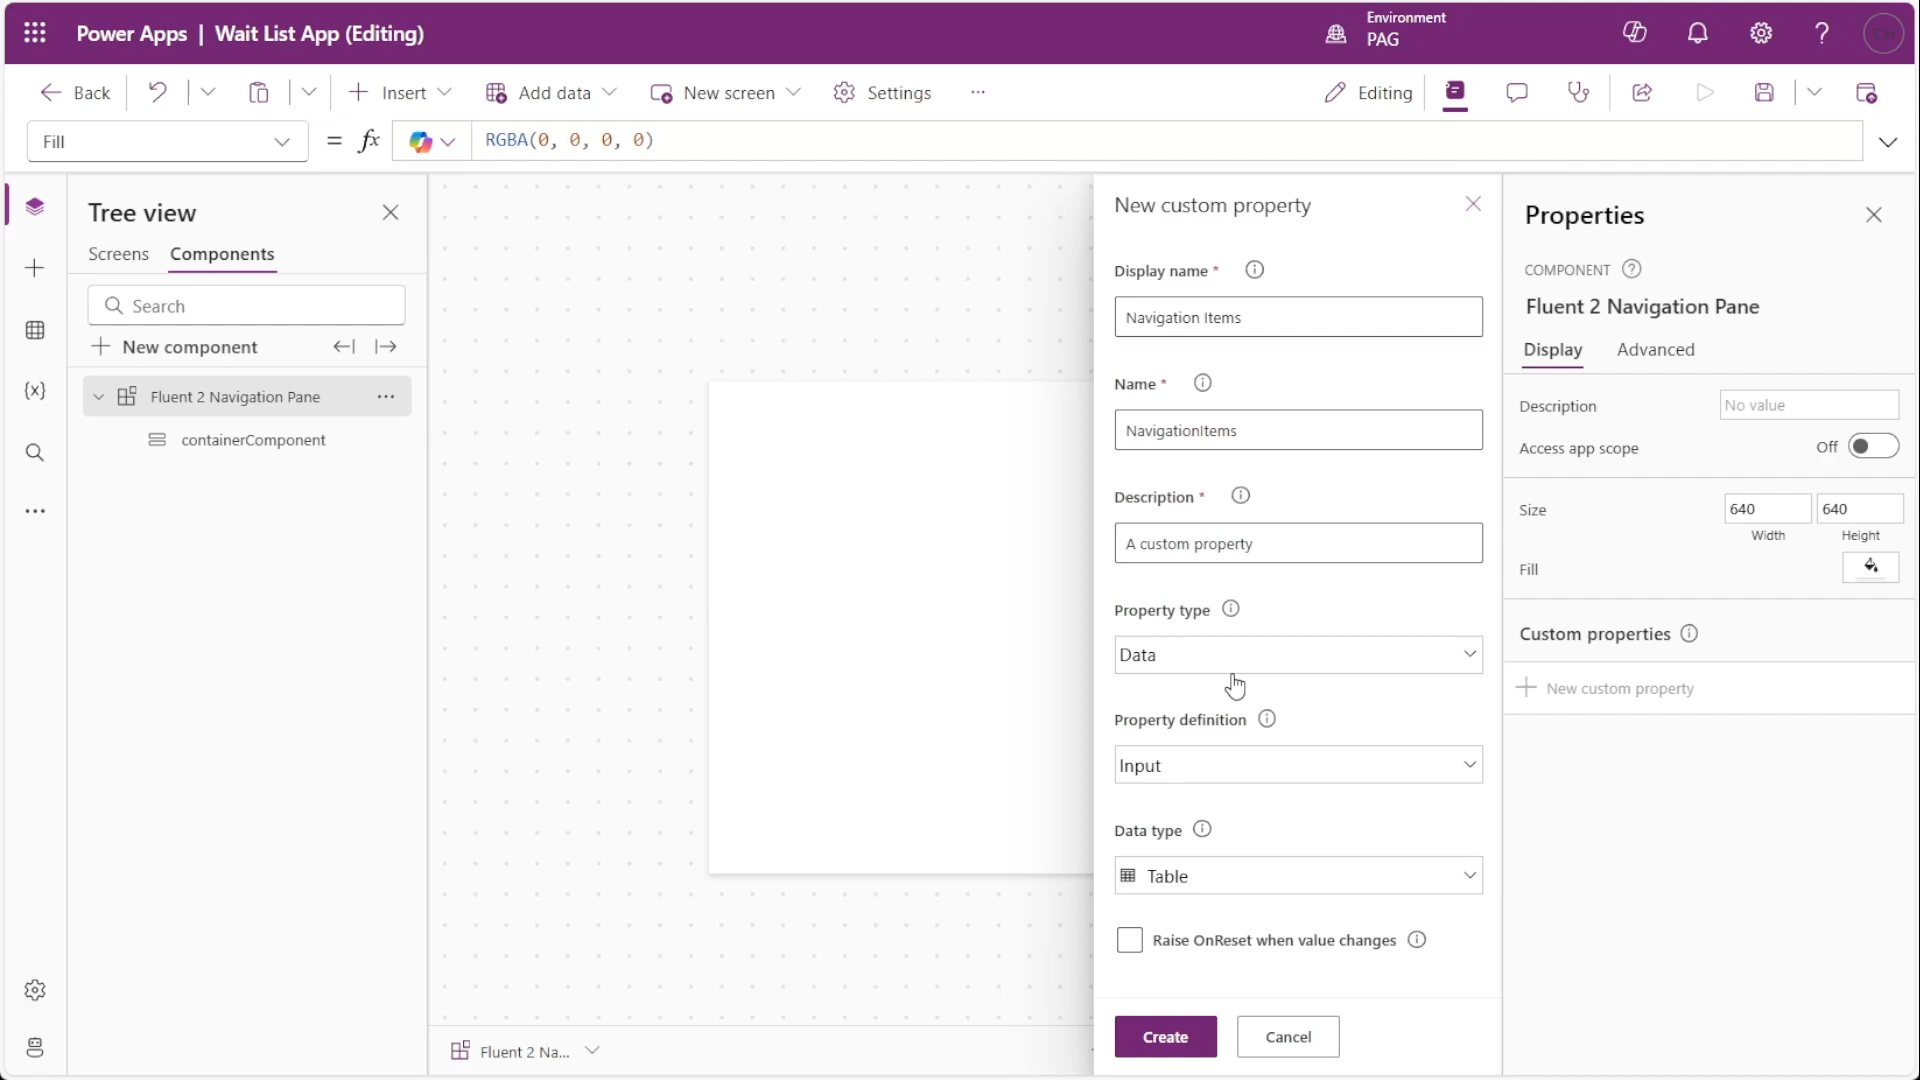 Power Apps | Wait List App (Editing)
Environment
PAG
Back
Insert
Add data
New screen
Settings
Editing
Fill
= fx
RGBA(0, 0, 0, 0)
Tree view
Screens
Components
Search
New component
Fluent 2 Navigation Pane
containerComponent
Fluent 2 Na...
New custom property
Display name *
Navigation Items
Name *
NavigationItems
Description *
A custom property
Property type
Data
Property definition
Input
Data type
Table
Raise OnReset when value changes
Create
Cancel
Properties
COMPONENT
Fluent 2 Navigation Pane
Display
Advanced
Description
No value
Access app scope
Off
Size
640
640
Width
Height
Fill
Custom properties
New custom property